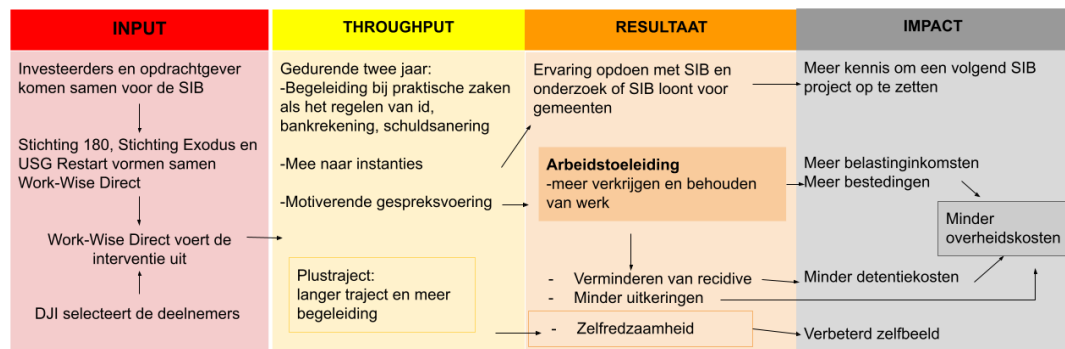 INPUT
Investeerders en opdrachtgever
komen samen voor de SIB
Stichting 180, Stichting Exodus en
USG Restart vormen samen
Work-Wise Direct
Work-Wise Direct voert de
interventie uit
DJI selecteert de deelnemers
THROUGHPUT
Gedurende twee jaar:
-Begeleiding bij praktische zaken
als het regelen van id,
bankrekening, schuldsanering
-Mee naar instanties
-Motiverende gespreksvoering
Plustraject:
langer traject en meer
begeleiding
RESULTAAT
Ervaring opdoen met SIB en
onderzoek of SIB loont voor
gemeenten
Arbeidstoeleiding
-meer verkrijgen en behouden
van werk
- Verminderen van recidive
- Minder uitkeringen
- Zelfredzaamheid
IMPACT
Meer kennis om een volgend SIB
project op te zetten
Meer belastinginkomsten
Meer bestedingen
Minder
overheidskosten
Minder detentiekosten
Verbeterd zelfbeeld